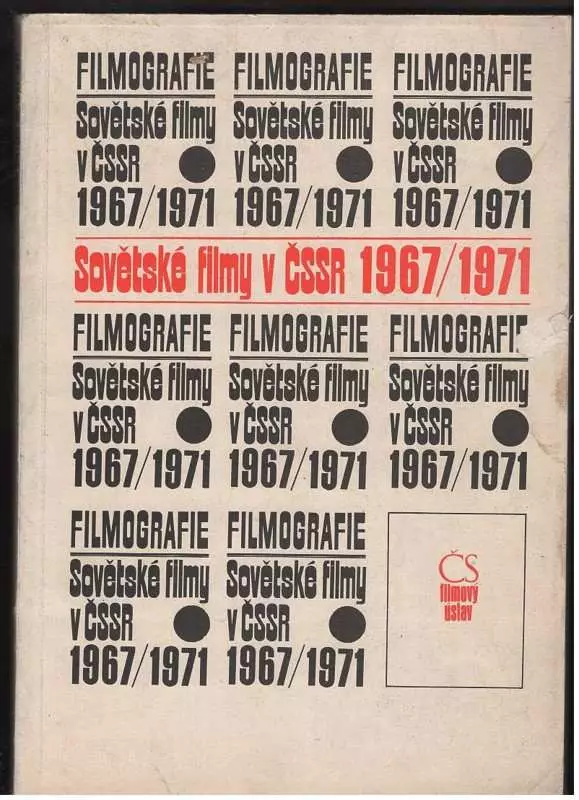 FILMOGRAFIE FILMOGRAFIE FILMOGRAFIE
Sovětské filmy Sovětské filmy Sovětské filmy
v ČSSR v ČSSR v ČSSR
1967/1971 1967/1971 1967/1971
Sovětské filmy v ČSSR 1967/1971
FILMOGRAFIE FILMOGRAFIE FILMOGRAFIE
Sovětské filmy Sovětské filmy Sovětské filmy
v ČSSR v ČSSR v ČSSR
1967/1971 1967/1971 1967/1971
FILMOGRAFIE FILMOGRAFIE
Sovětské filmy Sovětské filmy
v ČSSR v ČSSR
1967/1971 1967/1971
ČS
filmový
ústav